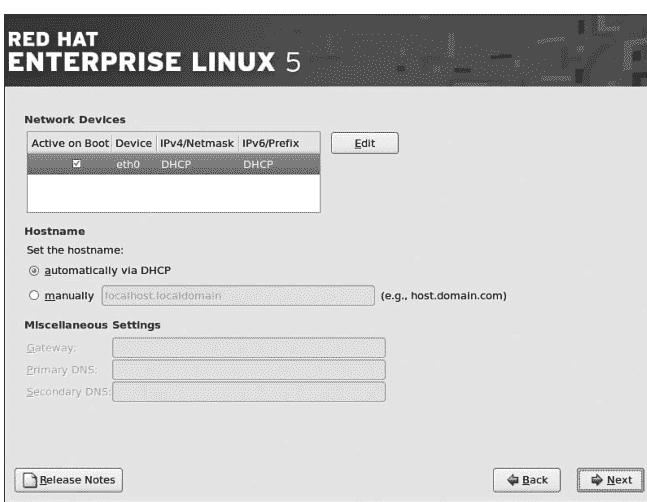 RED HAT
ENTERPRISE LINUX 5
Network Devices
Active on Boot Device IPv4/Netmask IPv6/Prefix
eth0 DHCP DHCP
Edit
Hostname
Set the hostname:
automatically via DHCP
manually localhost.localdomain (e.g., host.domain.com)
Miscellaneous Settings
Gateway:
Primary DNS:
Secondary DNS:
Release Notes
Back
Next